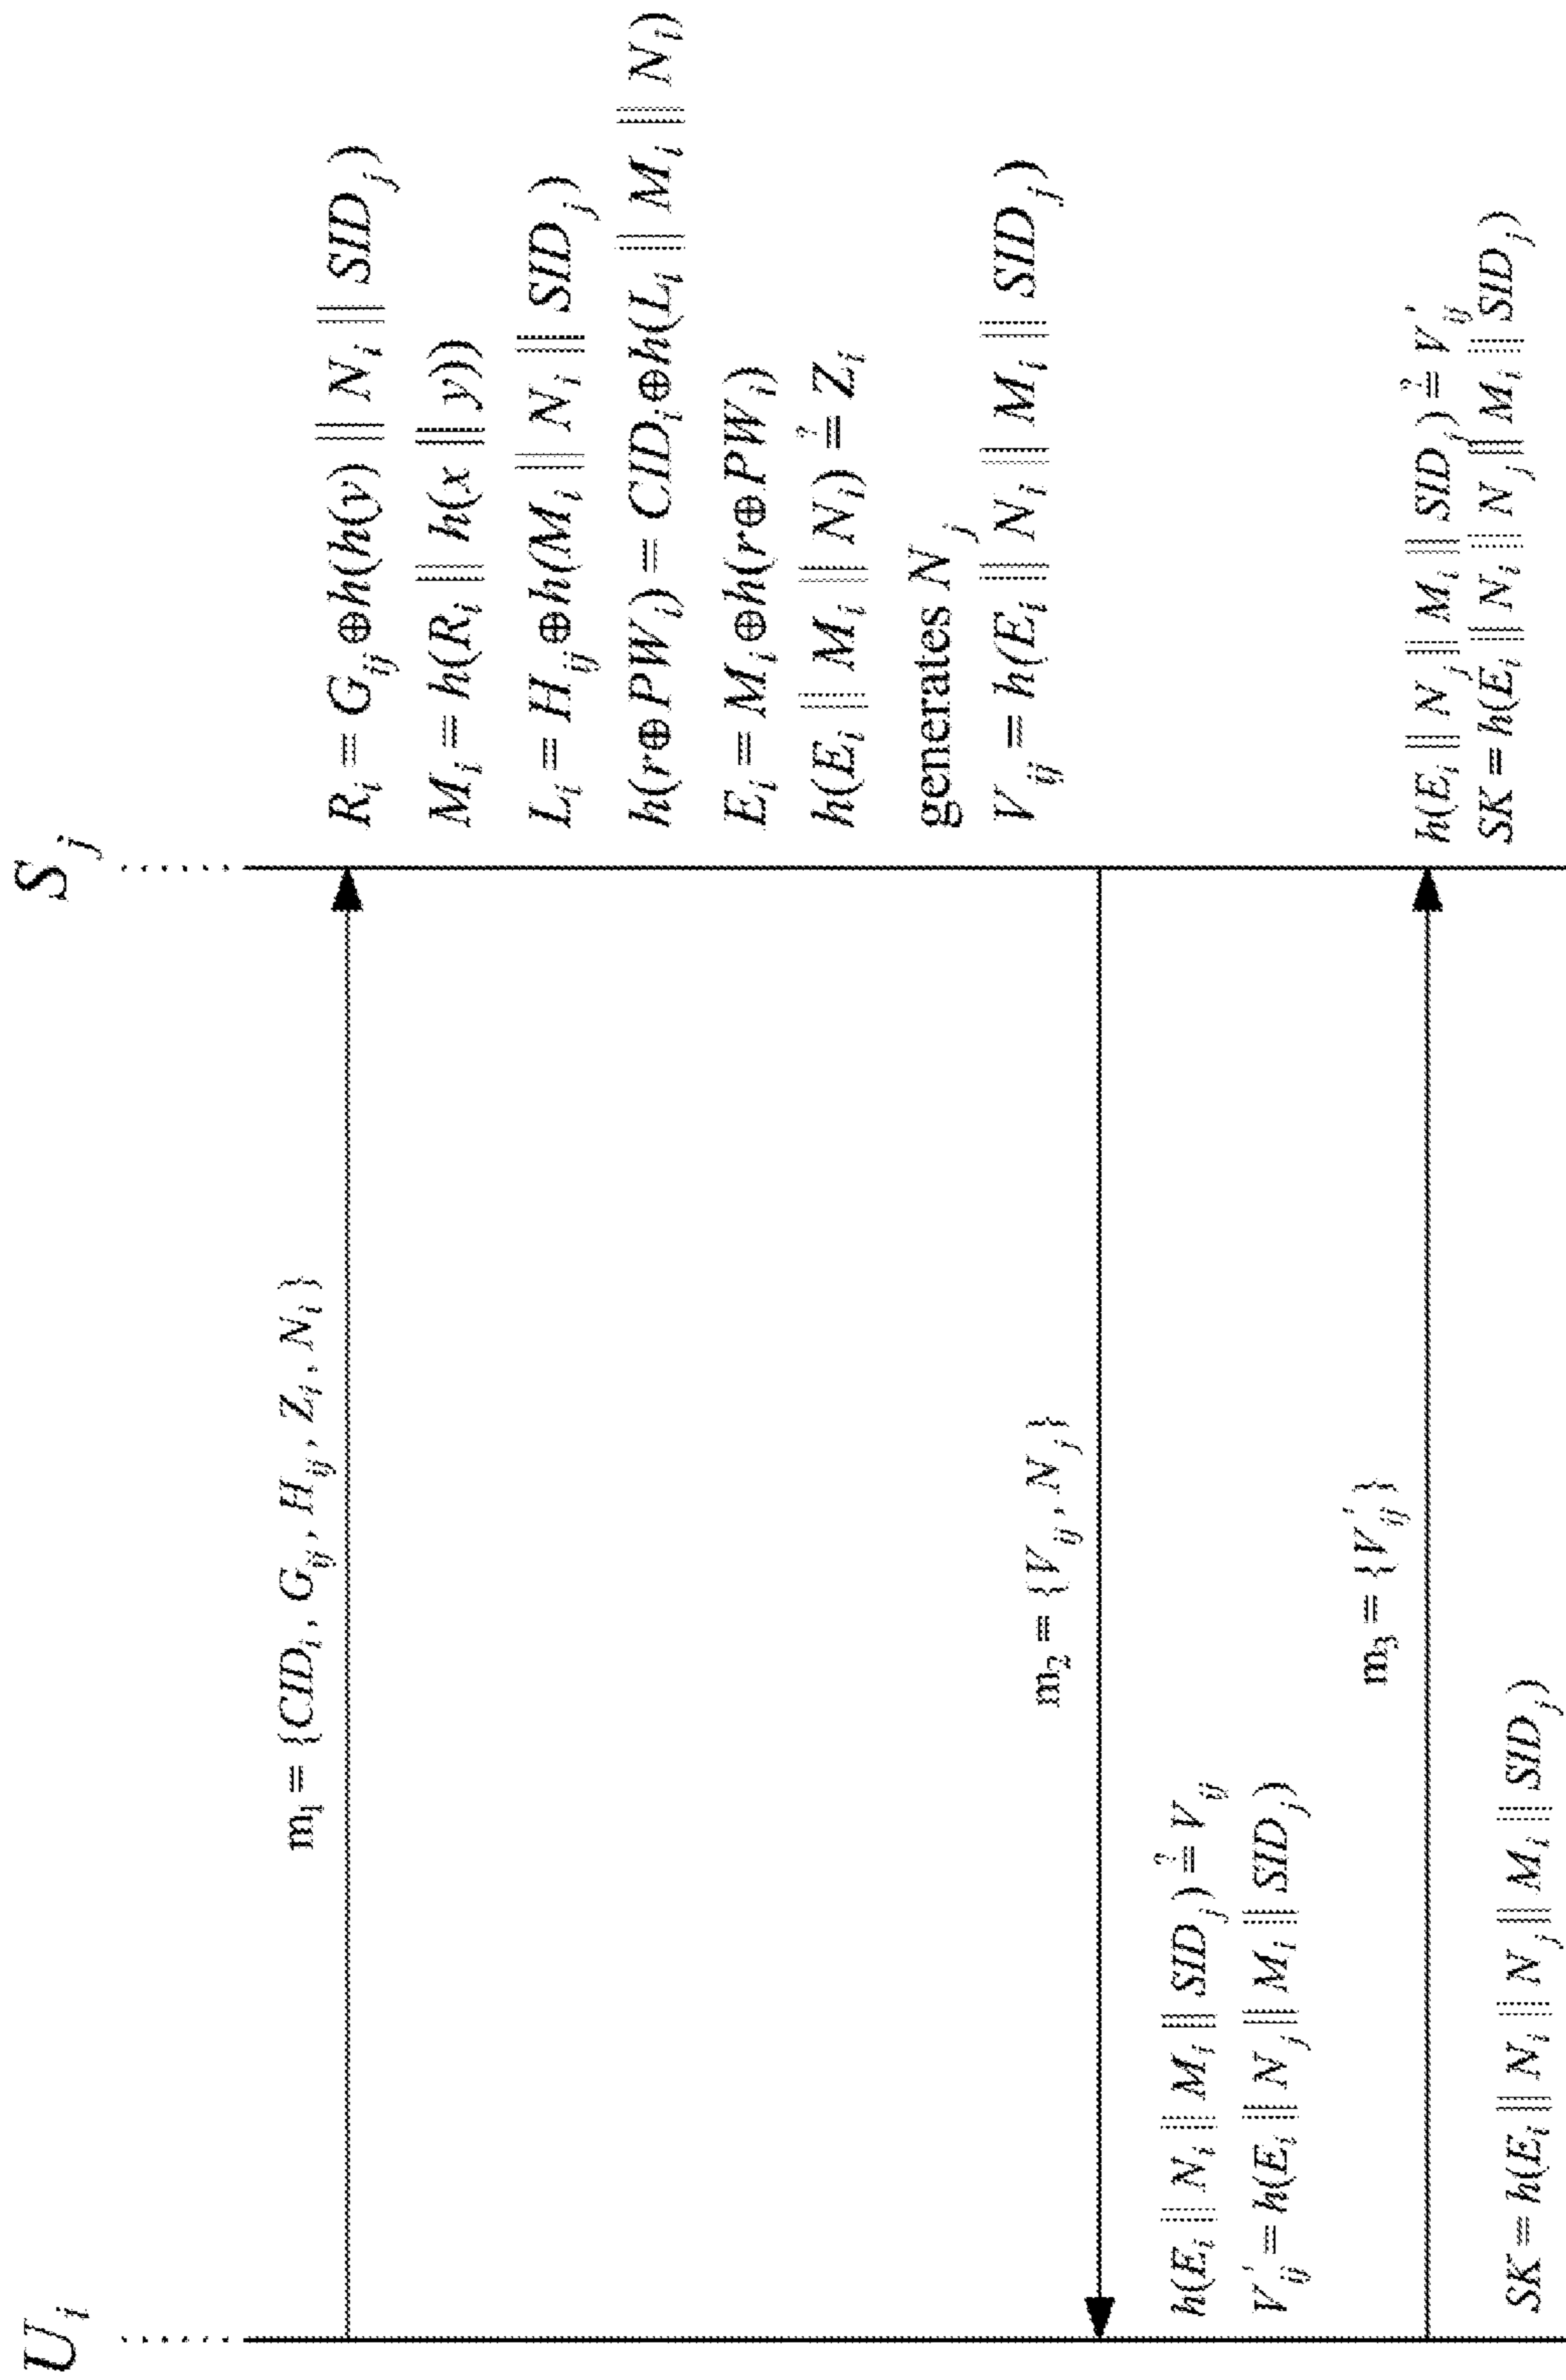 U_i
S_j
m_1 = {CID_i, G_ij, H_ij, Z_i, N_i}
R_i = G_ij ⊕ h(h(y) || N_i || SID_j)
M_i = h(R_i || h(x || y))
L_i = H_ij ⊕ h(M_i || N_i || SID_j)
h(r⊕PW_i) = CID_i ⊕ h(L_i || M_i || N_i)
E_i = M_i ⊕ h(r⊕PW_i)
h(E_i || M_i || N_i) ≟ Z_i
generates N_j
V_ij = h(E_i || N_i || M_i || SID_j)
m_2 = {V_ij, N_j}
h(E_i || N_i || M_i || SID_j) ≟ V_ij
V'_ij = h(E_i || N_j || M_i || SID_j)
m_3 = {V'_ij}
h(E_i || N_j || M_i || SID_j) ≟ V'_ij
SK = h(E_i || N_i || N_j || M_i || SID_j)
SK = h(E_i || N_i || N_j || M_i || SID_j)